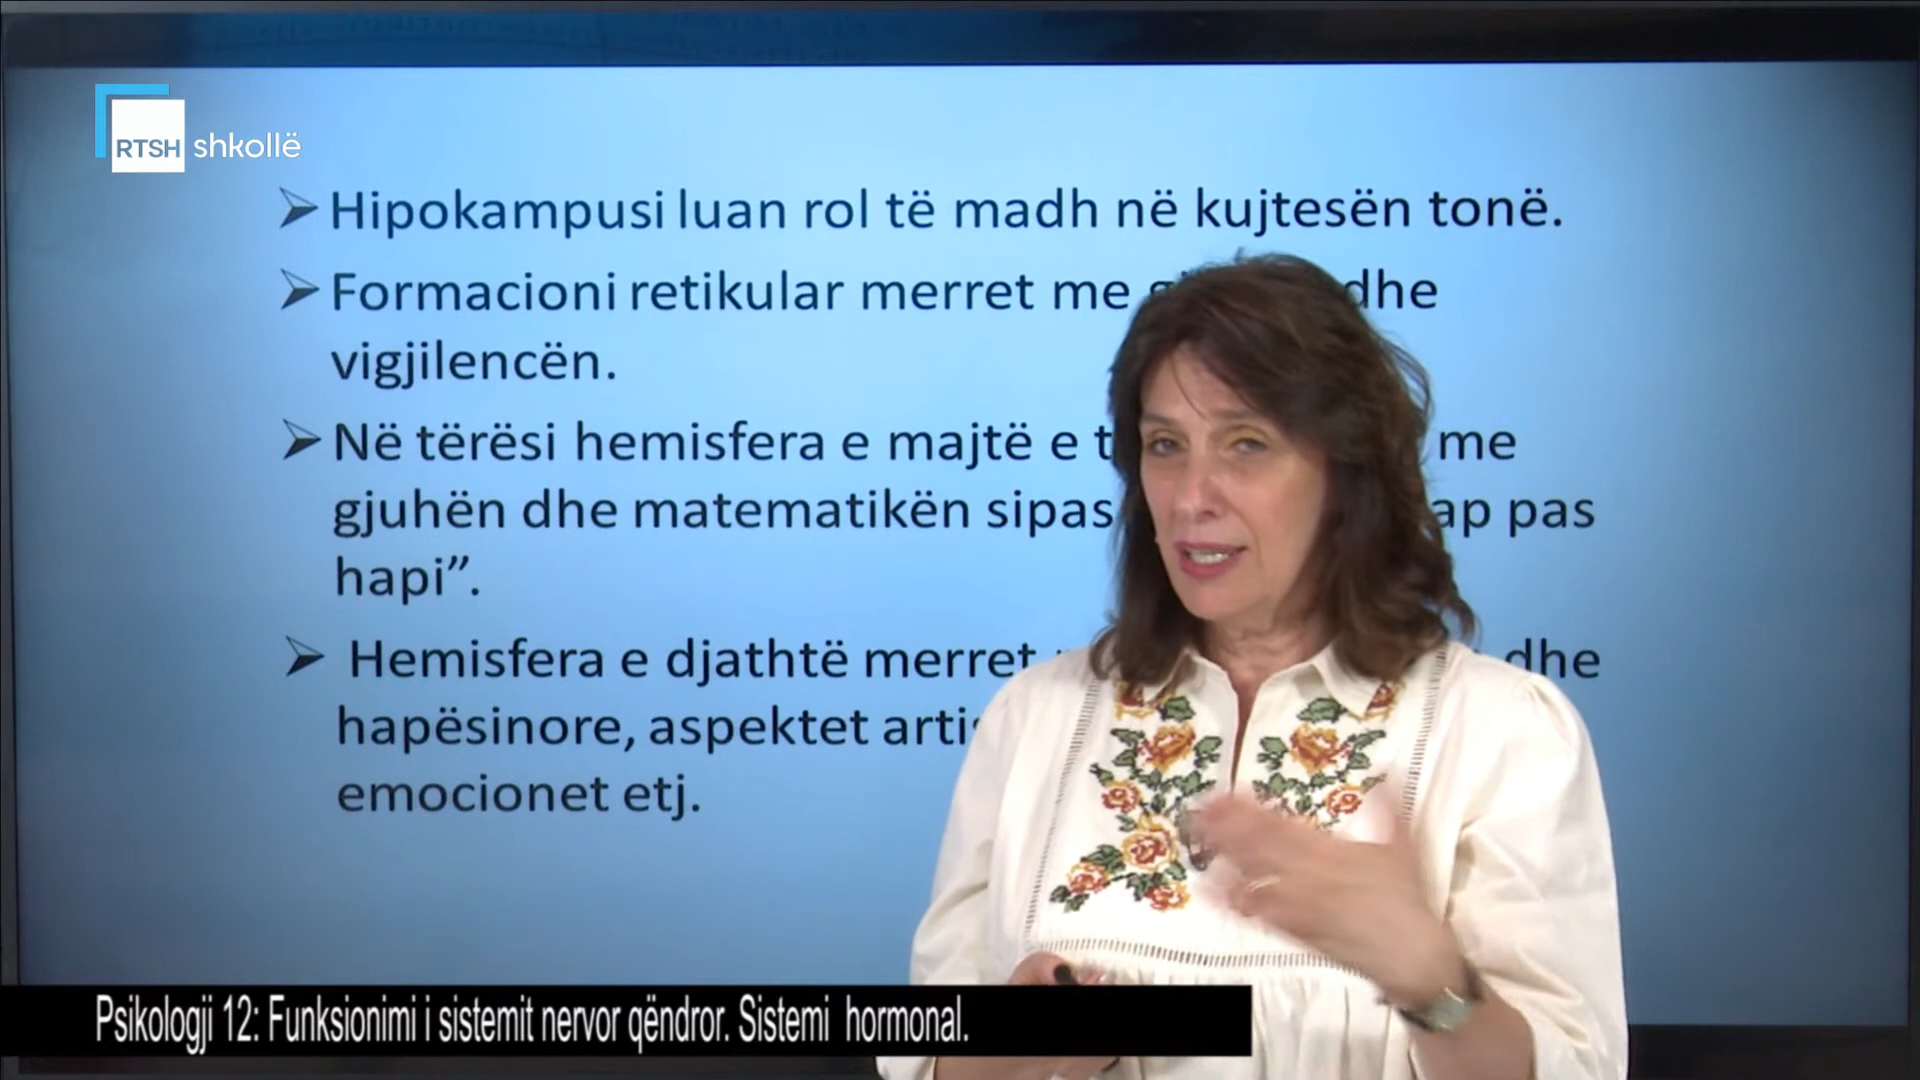 RTSH shkollë
Hipokampusi luan rol të madh në kujtesën tonë.
Formacioni retikular merret me dhe
vigjilencën.
Në tërësi hemisfera e majtë e me
gjuhën dhe matematikën sipas pas
hapi”.
Hemisfera e djathtë merret dhe
hapësinore, aspektet
emocionet etj.
Psikologji 12: Funksionimi i sistemit nervor qëndror. Sistemi hormonal.